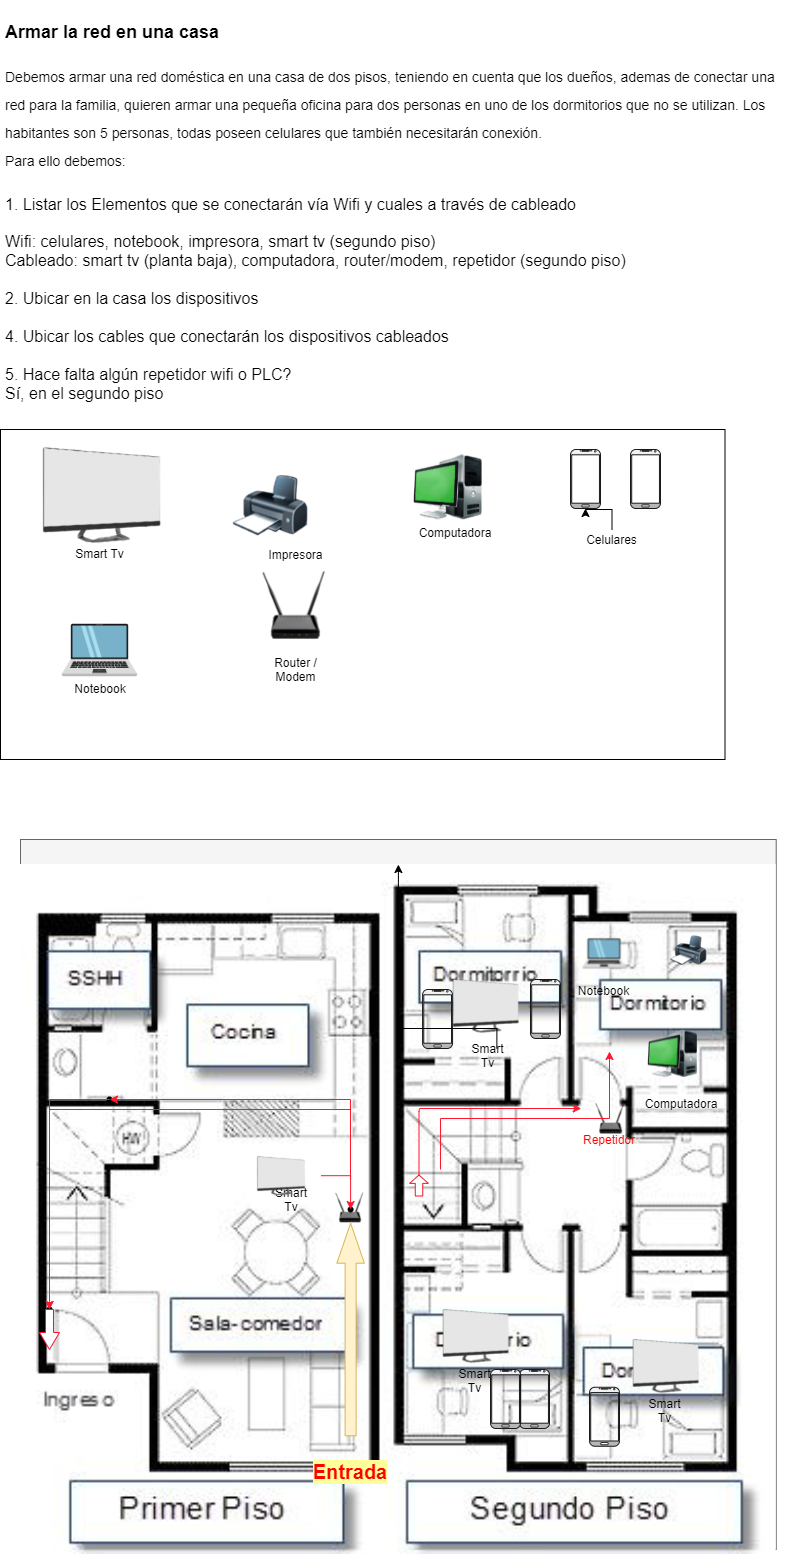 Armar la red en una casa
Debemos armar una red doméstica en una casa de dos pisos, teniendo en cuenta que los dueños, ademas de conectar una
red para la familia, quieren armar una pequeña oficina para dos personas en uno de los dormitorios que no se utilizan. Los
habitantes son 5 personas, todas poseen celulares que también necesitarán conexión.
Para ello debemos:
1. Listar los Elementos que se conectarán vía Wifi y cuales a través de cableado
Wifi: celulares, notebook, impresora, smart tv (segundo piso)
Cableado: smart tv (planta baja), computadora, router/modem, repetidor (segundo piso)
2. Ubicar en la casa los dispositivos
4. Ubicar los cables que conectarán los dispositivos cableados
5. Hace falta algún repetidor wifi o PLC?
Sí, en el segundo piso
Smart Tv
Impresora
Computadora
Celulares
Notebook
Router /
Modem
SSHH
Cocina
HW
Smart
Tv
Sala-comedor
Ingreso
Entrada
Primer Piso
Dormitorrio
Notebook
Dormitorio
Smart
Tv
Computadora
Repetidor
Smart
Tv
Smart
Tv
Segundo Piso